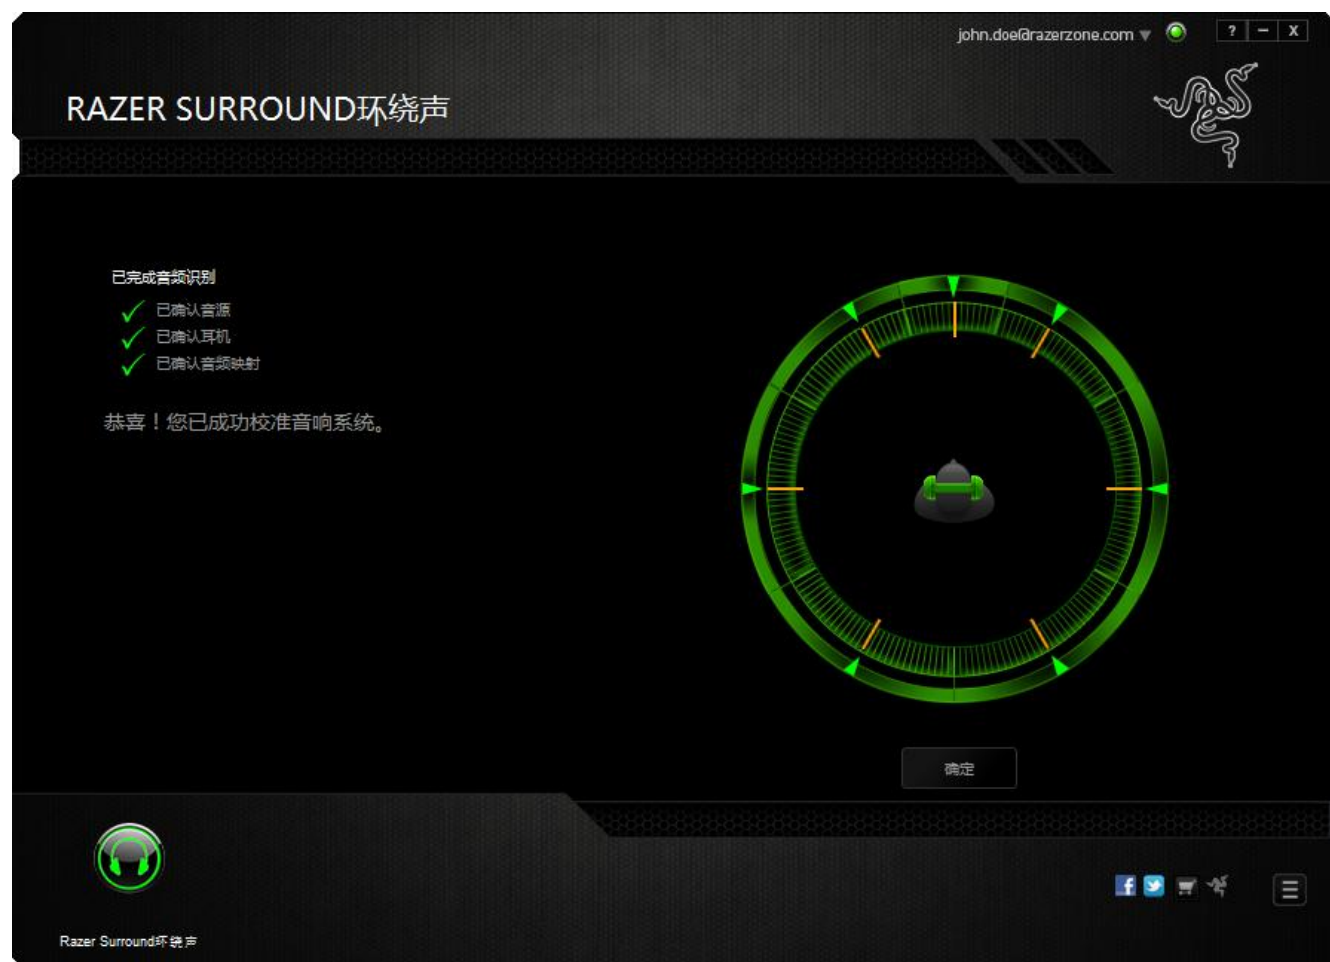 john.doe@razerzone.com
? — X
RAZER SURROUND环绕声
已完成音频识别
已确认音源
已确认耳机
已确认音频映射
恭喜！您已成功校准音响系统。
确定
Razer Surround环绕声